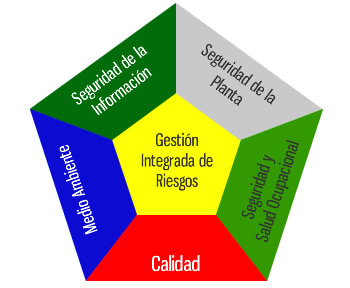 Seguridad de la
Información
Seguridad de la
Planta
Gestión
Integrada de
Riesgos
Medio Ambiente
Seguridad y
Salud Ocupacional
Calidad